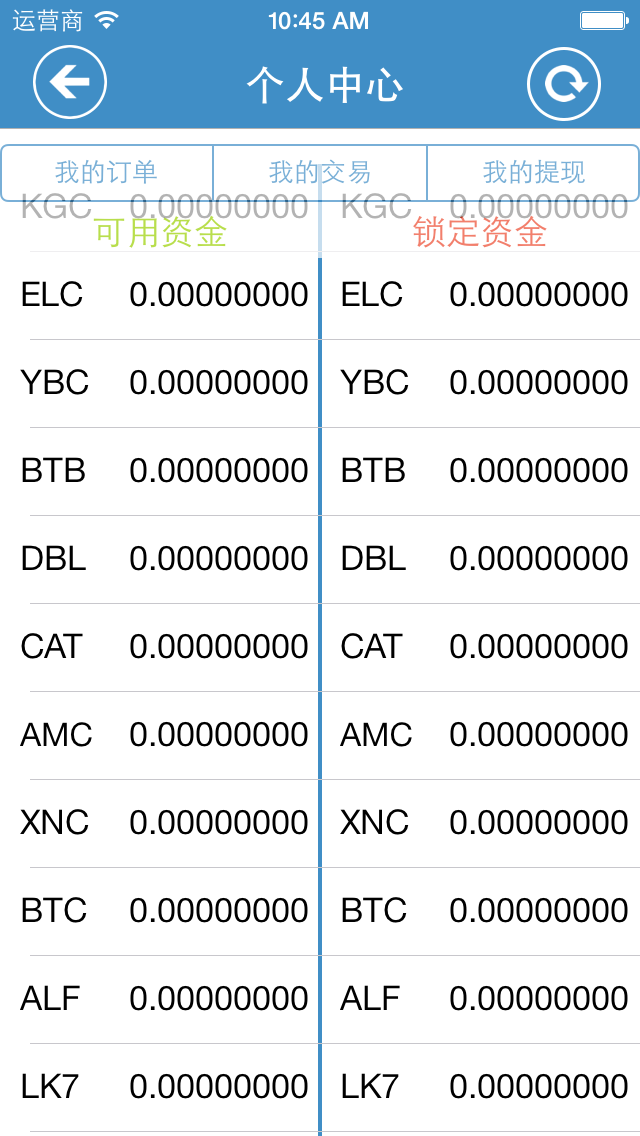 运营商 10:45 AM
个人中心
我的订单 我的交易 我的提现
KGC 0.00000000 KGC 0.00000000
可用资金 锁定资金
ELC 0.00000000 ELC 0.00000000
YBC 0.00000000 YBC 0.00000000
BTB 0.00000000 BTB 0.00000000
DBL 0.00000000 DBL 0.00000000
CAT 0.00000000 CAT 0.00000000
AMC 0.00000000 AMC 0.00000000
XNC 0.00000000 XNC 0.00000000
BTC 0.00000000 BTC 0.00000000
ALF 0.00000000 ALF 0.00000000
LK7 0.00000000 LK7 0.00000000